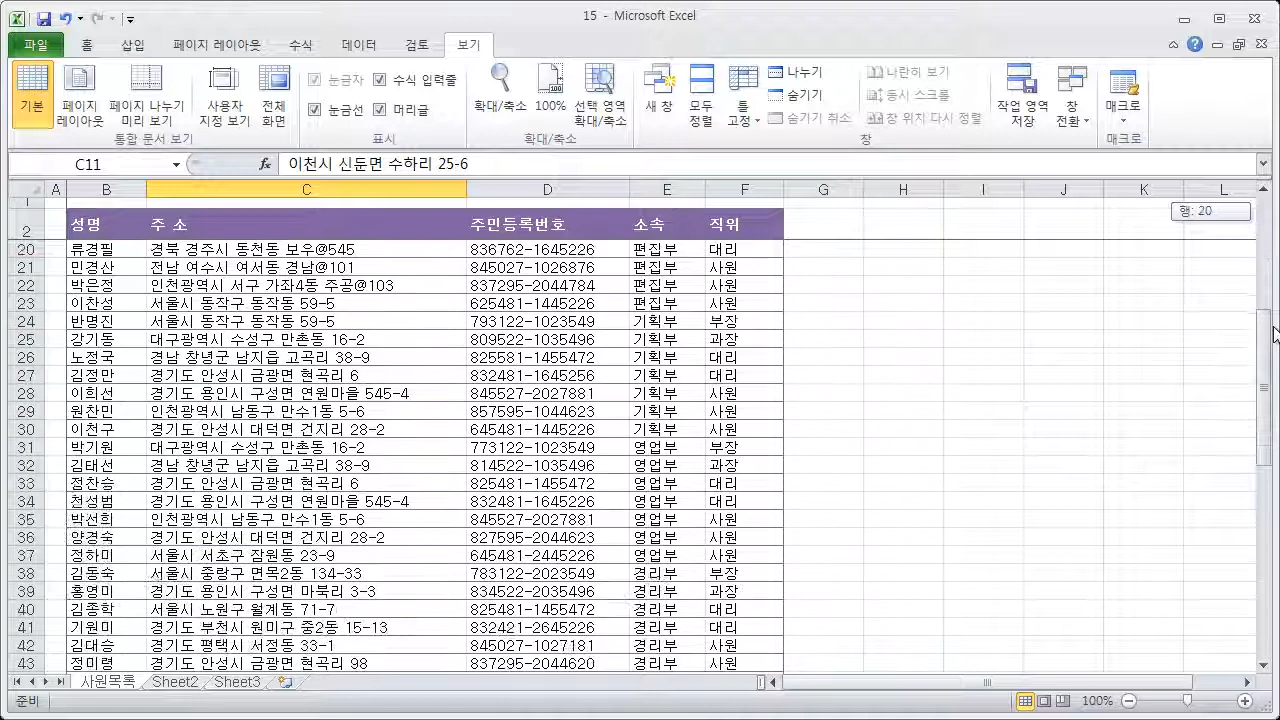 15 - Microsoft Excel
파일 홈 삽입 페이지 레이아웃 수식 데이터 검토 보기
기본 페이지 레이아웃 페이지 나누기 미리 보기 사용자 지정 보기 전체 화면
통합 문서 보기
눈금자 수식 입력줄
눈금선 머리글
표시
확대/축소 100% 선택 영역 확대/축소
확대/축소
새 창 모두 정렬 틀 고정 나누기 숨기기 숨기기 취소 나란히 보기 동시 스크롤 창 위치 다시 정렬 작업 영역 저장 창 전환
창
매크로
매크로
C11 fx 이천시 신둔면 수하리 25-6
A B C D E F G H I J K L
행: 20
1
2 성명 주 소 주민등록번호 소속 직위
20 류경필 경북 경주시 동천동 보우@545 836762-1645226 편집부 대리
21 민경산 전남 여수시 여서동 경남@101 845027-1026876 편집부 사원
22 박은정 인천광역시 서구 가좌4동 주공@103 837295-2044784 편집부 사원
23 이찬성 서울시 동작구 동작동 59-5 625481-1445226 편집부 사원
24 반명진 서울시 동작구 동작동 59-5 793122-1023549 기획부 부장
25 강기동 대구광역시 수성구 만촌동 16-2 809522-1035496 기획부 과장
26 노정국 경남 창녕군 남지읍 고곡리 38-9 825581-1455472 기획부 대리
27 김정만 경기도 안성시 금광면 현곡리 6 832481-1645256 기획부 대리
28 이희선 경기도 용인시 구성면 연원마을 545-4 845527-2027881 기획부 사원
29 원찬민 인천광역시 남동구 만수1동 5-6 857595-1044623 기획부 사원
30 이천구 경기도 안성시 대덕면 건지리 28-2 645481-1445226 기획부 사원
31 박기원 대구광역시 수성구 만촌동 16-2 773122-1023549 영업부 부장
32 김태선 경남 창녕군 남지읍 고곡리 38-9 814522-1035496 영업부 과장
33 점찬승 경기도 안성시 금광면 현곡리 6 825481-1455472 영업부 대리
34 천성범 경기도 용인시 구성면 연원마을 545-4 832481-1645226 영업부 대리
35 박선희 인천광역시 남동구 만수1동 5-6 845527-2027881 영업부 사원
36 양경숙 경기도 안성시 대덕면 건지리 28-2 827595-2044623 영업부 사원
37 정하미 서울시 서초구 잠원동 23-9 645481-2445226 영업부 사원
38 김동숙 서울시 중랑구 면목2동 134-33 783122-2023549 경리부 부장
39 홍영미 경기도 용인시 구성면 마북리 3-3 834522-2035496 경리부 과장
40 김종학 서울시 노원구 월계동 71-7 825481-1455472 경리부 대리
41 기원미 경기도 부천시 원미구 중2동 15-13 832421-2645226 경리부 대리
42 김대승 경기도 평택시 서정동 33-1 845027-1027181 경리부 사원
43 정미령 경기도 안성시 금광면 현곡리 98 837295-2044620 경리부 사원
사원목록 Sheet2 Sheet3
준비 100%